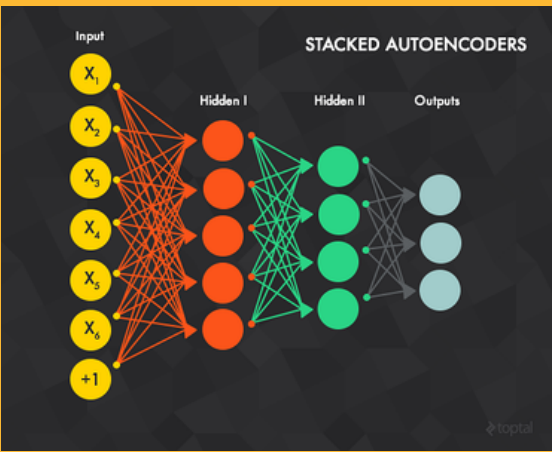 Input
STACKED AUTOENCODERS
X₁
Hidden I
Hidden II
Outputs
X₂
X₃
X₄
X₅
X₆
+1
toptal